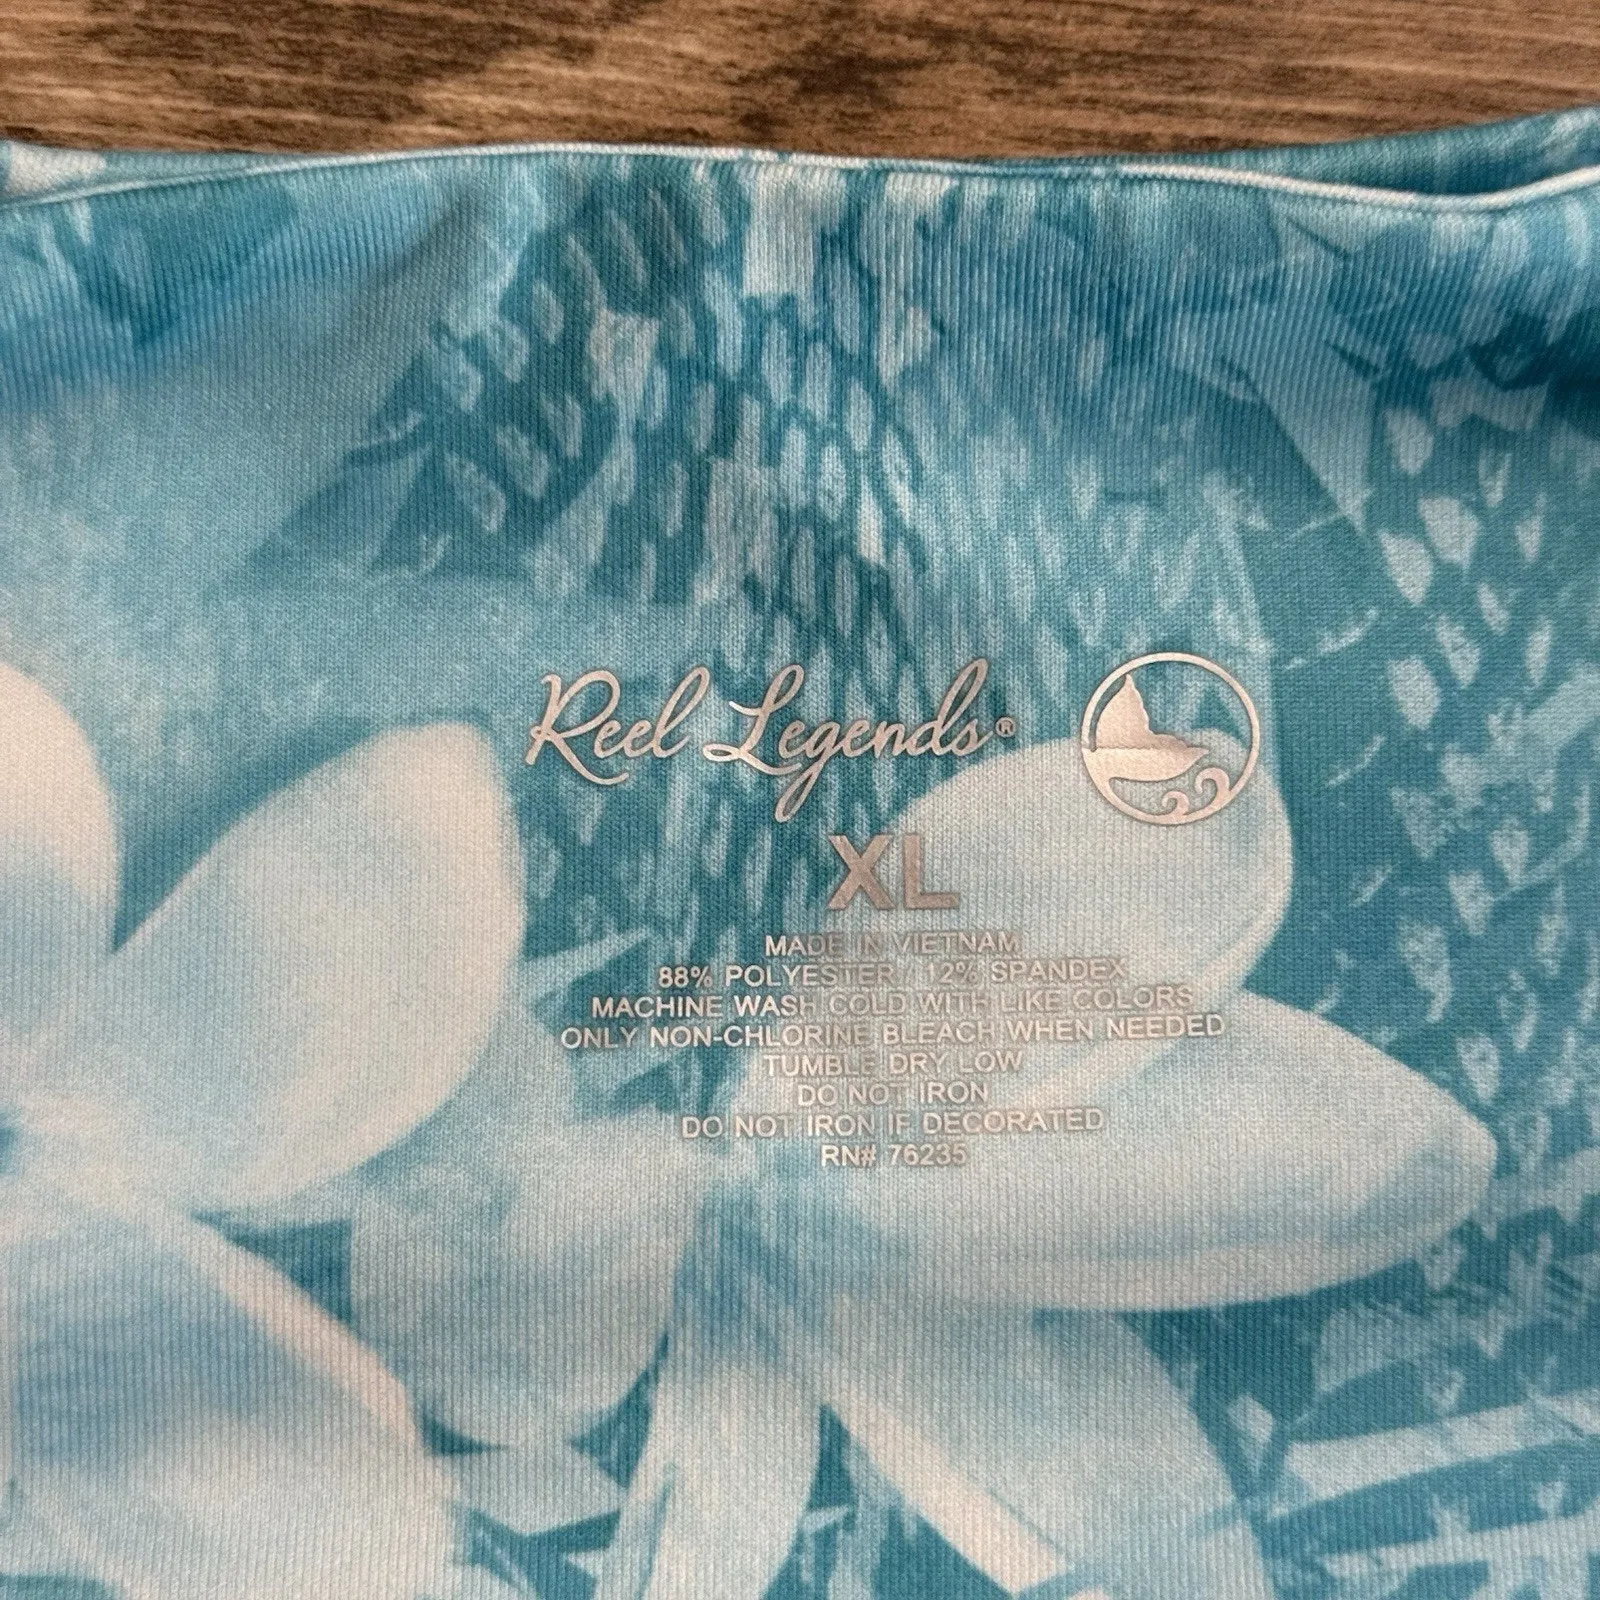 Reel Legends®
XL
MADE IN VIETNAM
88% POLYESTER / 12% SPANDEX
MACHINE WASH COLD WITH LIKE COLORS
ONLY NON-CHLORINE BLEACH WHEN NEEDED
TUMBLE DRY LOW
DO NOT IRON
DO NOT IRON IF DECORATED
RN# 76235